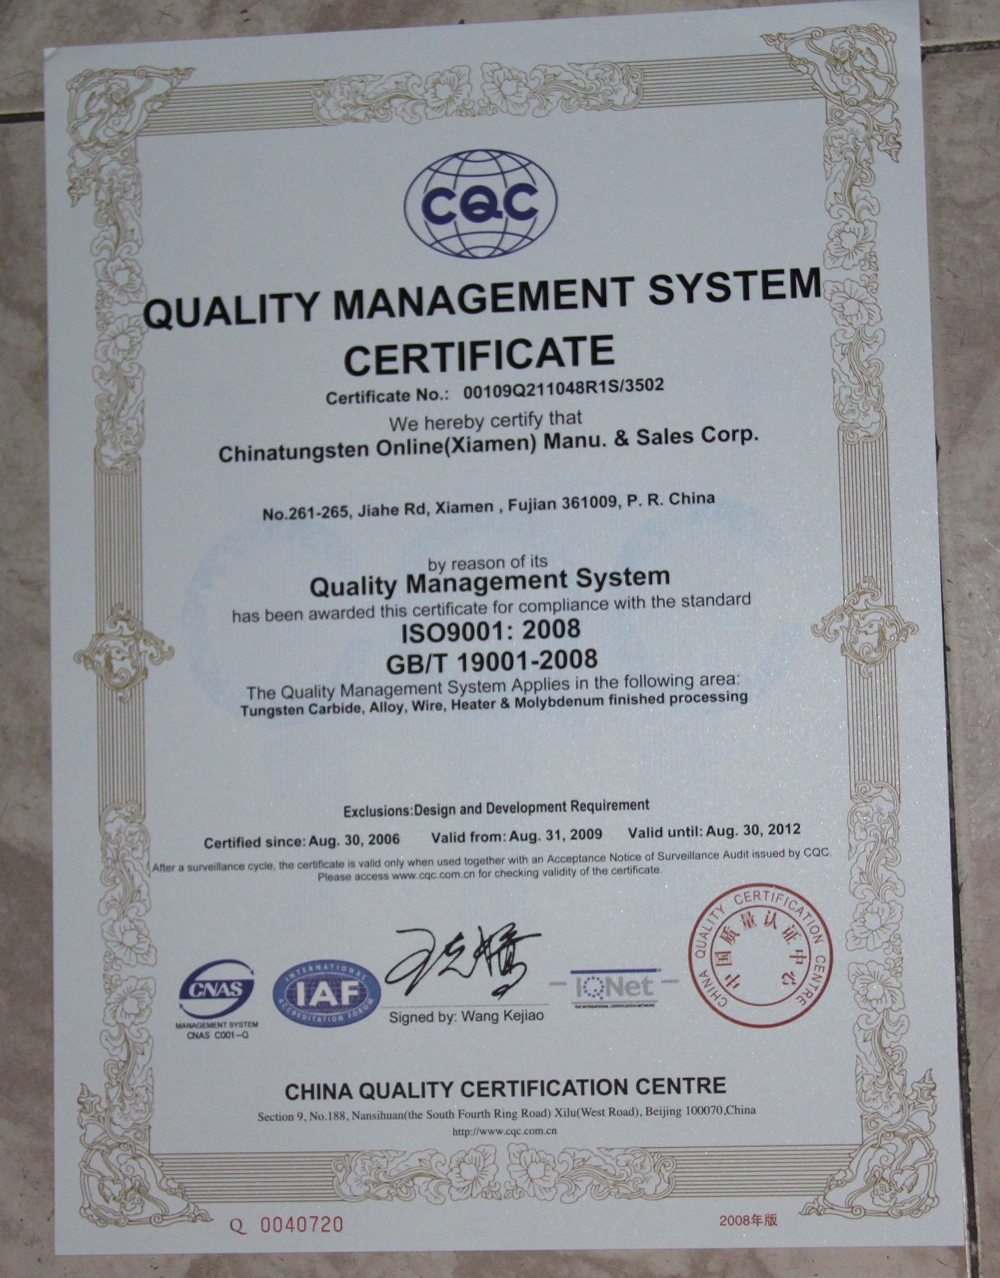 CQC
QUALITY MANAGEMENT SYSTEM
CERTIFICATE
Certificate No.: 00109Q211048R1S/3502
We hereby certify that
Chinatungsten Online(Xiamen) Manu. & Sales Corp.
No.261-265, Jiahe Rd, Xiamen , Fujian 361009, P. R. China
by reason of its
Quality Management System
has been awarded this certificate for compliance with the standard
ISO9001: 2008
GB/T 19001-2008
The Quality Management System Applies in the following area:
Tungsten Carbide, Alloy, Wire, Heater & Molybdenum finished processing
Exclusions:Design and Development Requirement
Certified since: Aug. 30, 2006 Valid from: Aug. 31, 2009 Valid until: Aug. 30, 2012
After a surveillance cycle, the certificate is valid only when used together with an Acceptance Notice of Surveillance Audit issued by CQC.
Please access www.cqc.com.cn for checking validity of the certificate.
CNAS
MANAGEMENT SYSTEM
CNAS C001-Q
INTERNATIONAL
IAF
ACCREDITATION FORUM
Signed by: Wang Kejiao
IQNet
THE INTERNATIONAL CERTIFICATION NETWORK
CHINA QUALITY CERTIFICATION CENTRE
中国质量认证中心
CHINA QUALITY CERTIFICATION CENTRE
Section 9, No.188, Nansihuan(the South Fourth Ring Road) Xilu(West Road), Beijing 100070,China
http://www.cqc.com.cn
Q 0040720
2008年版